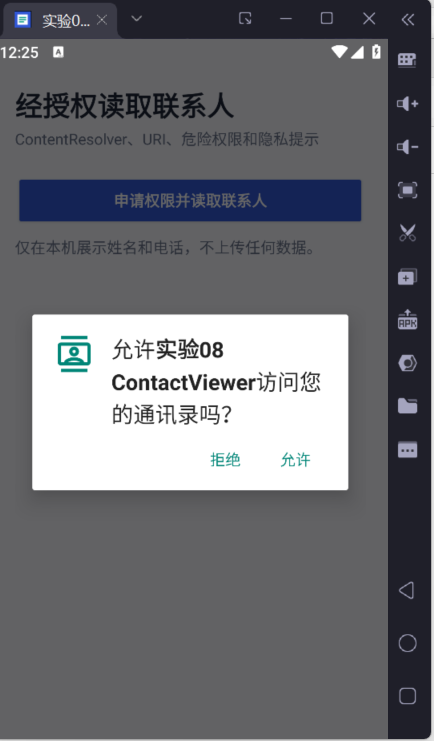 实验0...
12:25
A
经授权读取联系人
ContentResolver、URI、危险权限和隐私提示
申请权限并读取联系人
仅在本机展示姓名和电话，不上传任何数据。
允许实验08
ContactViewer访问您
的通讯录吗？
拒绝 允许
APK